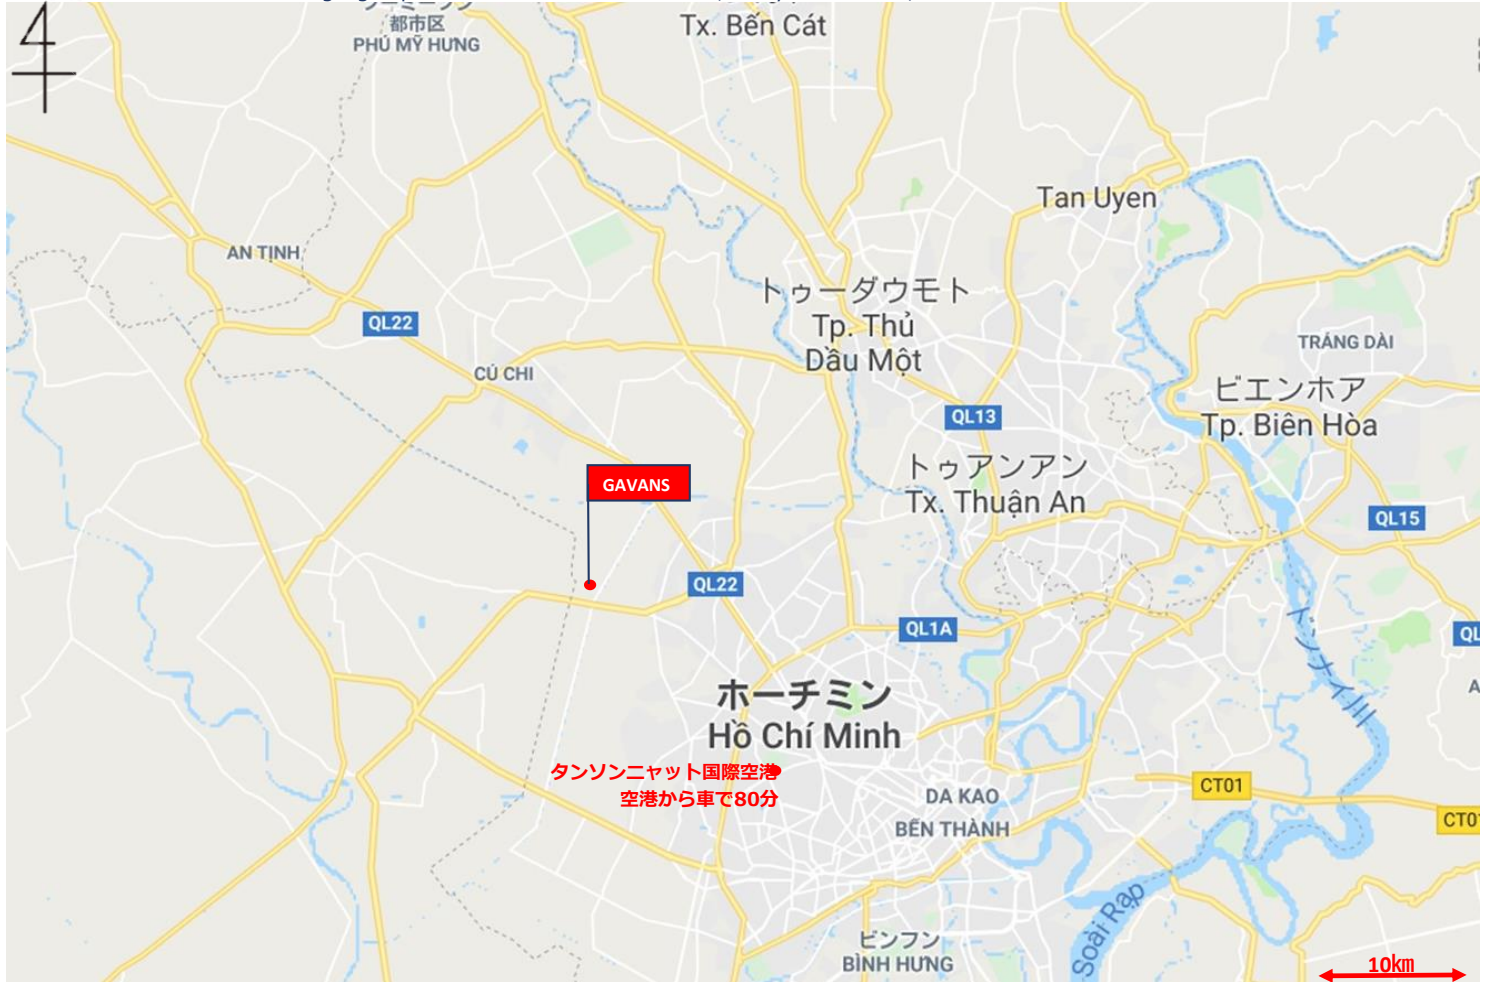 都市区
PHÚ MỸ HƯNG
Tx. Bến Cát
Tan Uyen
AN TỊNH
トゥーダウモト
Tp. Thủ
Dầu Một
QL22
TRẢNG DÀI
CỦ CHI
ビエンホア
Tp. Biên Hòa
QL13
トゥアンアン
Tx. Thuận An
GAVANS
QL15
QL22
QL1A
QL
ドンナイ川
ホーチミン
Hồ Chí Minh
A
タンソンニャット国際空港
空港から車で80分
CT01
DA KAO
CT01
BẾN THÀNH
Soài Rạp
ビンフン
BÌNH HƯNG
10km